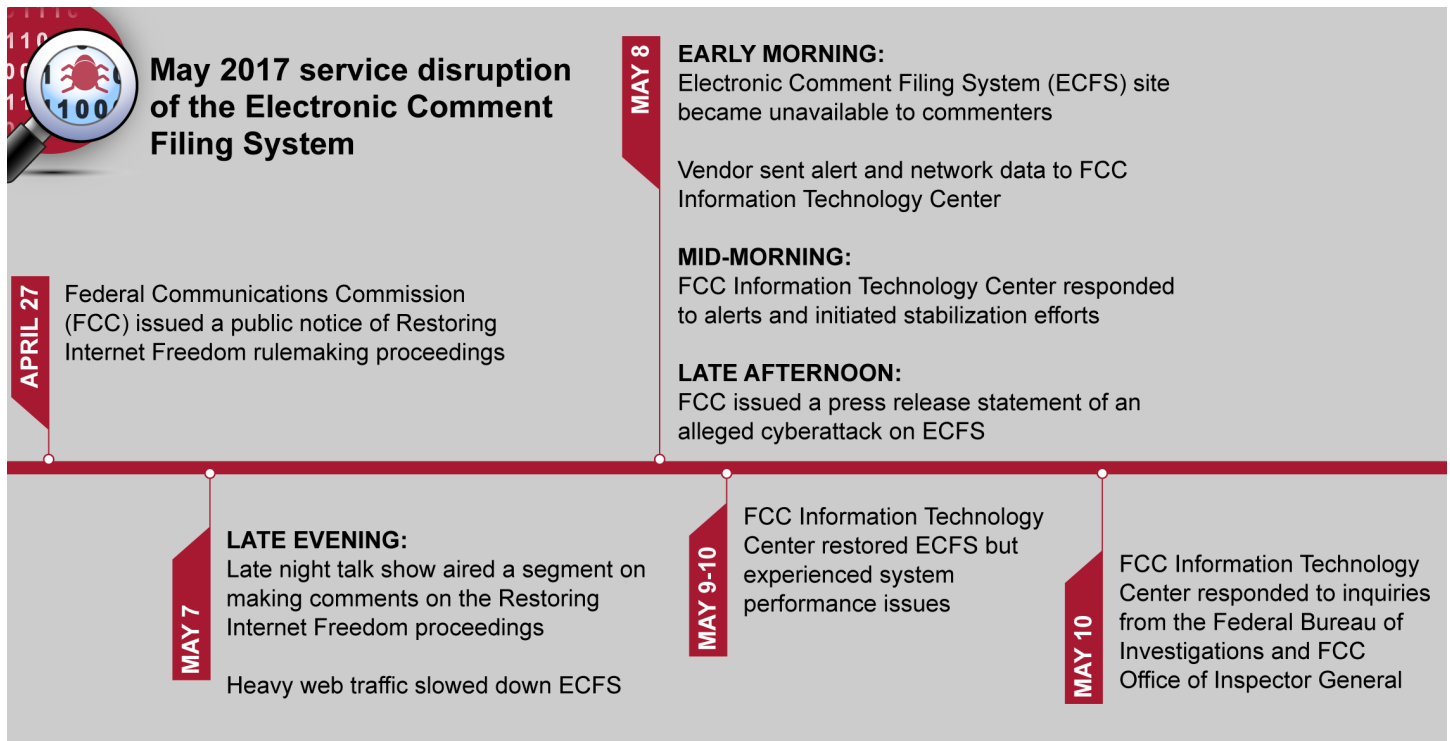 May 2017 service disruption
of the Electronic Comment
Filing System
APRIL 27
Federal Communications Commission
(FCC) issued a public notice of Restoring
Internet Freedom rulemaking proceedings
MAY 7
LATE EVENING:
Late night talk show aired a segment on
making comments on the Restoring
Internet Freedom proceedings
Heavy web traffic slowed down ECFS
MAY 8
EARLY MORNING:
Electronic Comment Filing System (ECFS) site
became unavailable to commenters
Vendor sent alert and network data to FCC
Information Technology Center
MID-MORNING:
FCC Information Technology Center responded
to alerts and initiated stabilization efforts
LATE AFTERNOON:
FCC issued a press release statement of an
alleged cyberattack on ECFS
MAY 9-10
FCC Information Technology
Center restored ECFS but
experienced system
performance issues
MAY 10
FCC Information Technology
Center responded to inquiries
from the Federal Bureau of
Investigations and FCC
Office of Inspector General